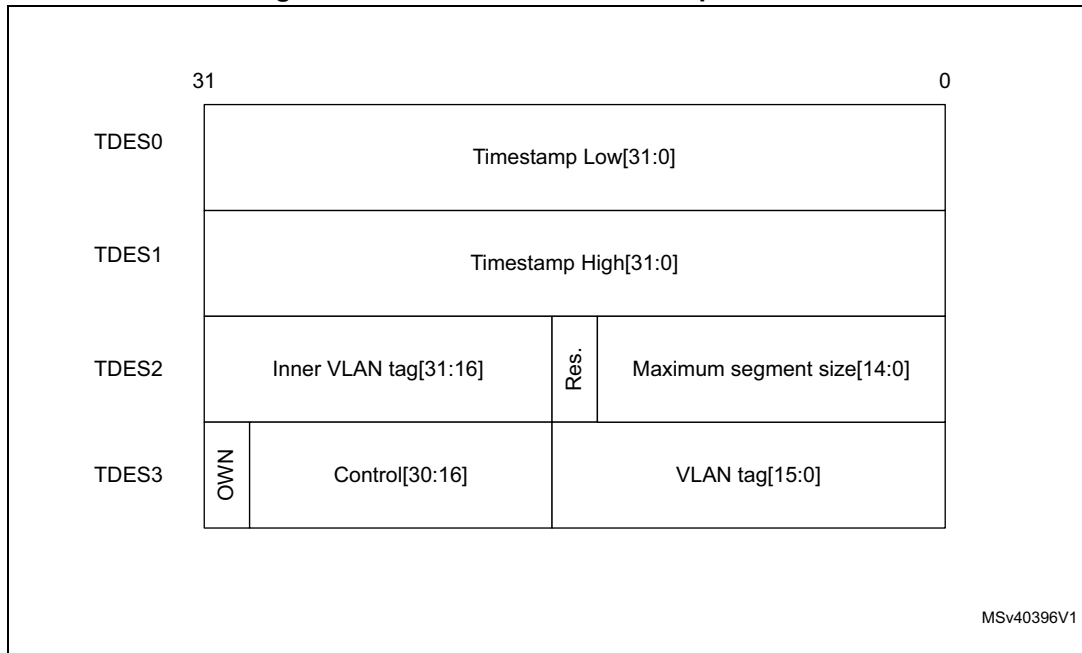 31 0
TDES0 Timestamp Low[31:0]
TDES1 Timestamp High[31:0]
TDES2 Inner VLAN tag[31:16] Res. Maximum segment size[14:0]
TDES3 OWN Control[30:16] VLAN tag[15:0]
MSv40396V1